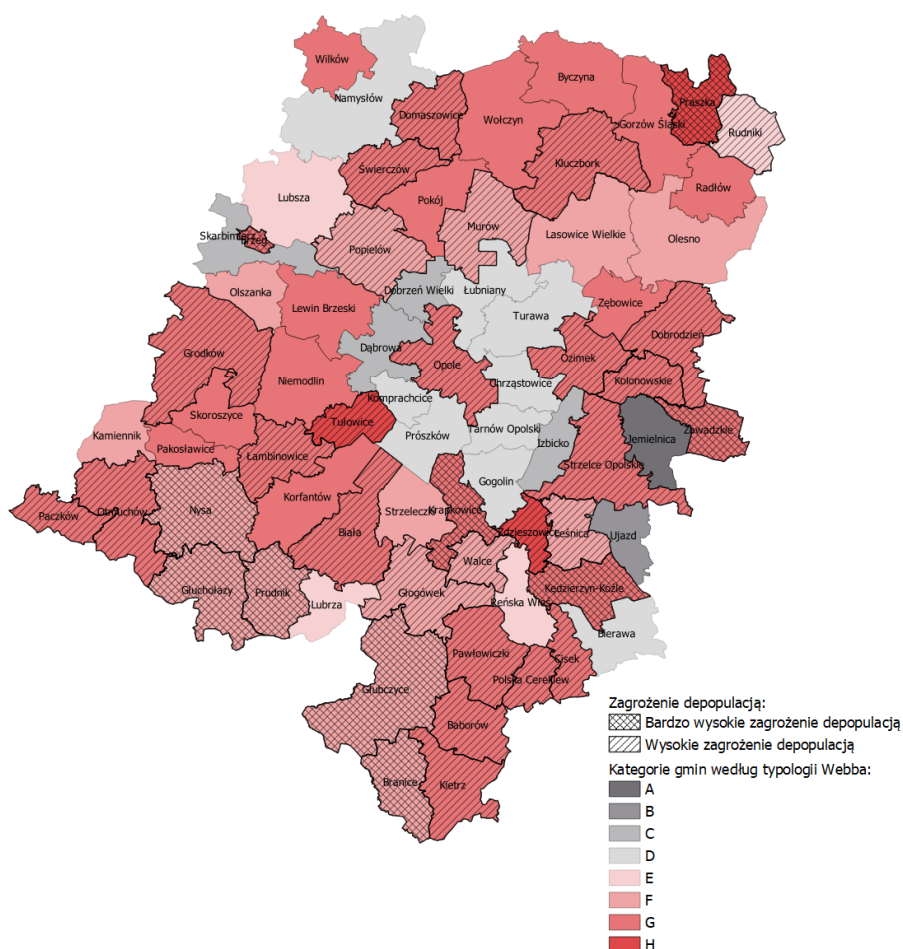 Wilków
Namysłów
Byczyna
Praszka
Domaszowice
Wołczyn
Gorzów Śląski
Rudniki
Świerczów
Kluczbork
Radłów
Lubsza
Pokój
Murów
Skarbimierz
Brzeg
Popielów
Lasowice Wielkie
Olesno
Olszanka
Dobrzeń Wielki
Łubniany
Lewin Brzeski
Turawa
Zębowice
Dobrodzień
Grodków
Dąbrowa
Opole
Ozimek
Niemodlin
Chrząstowice
Kolonowskie
Komprachcice
Skoroszyce
Tułowice
Prószków
Tarnów Opolski
Izbicko
Jemielnica
Zawadzkie
Kamiennik
Pakosławice
Łambinowice
Strzelce Opolskie
Gogolin
Korfantów
Paczków
Otmuchów
Nysa
Biała
Strzeleczki
Krapkowice
Zdzieszowice
Leśnica
Ujazd
Walce
Głuchołazy
Prudnik
Lubrza
Głogówek
Reńska Wieś
Kędzierzyn-Koźle
Bierawa
Pawłowiczki
Cisek
Polska Cerekiew
Głubczyce
Baborów
Branice
Kietrz
Zagrożenie depopulacją:
Bardzo wysokie zagrożenie depopulacją
Wysokie zagrożenie depopulacją
Kategorie gmin według typologii Webba:
A
B
C
D
E
F
G
H